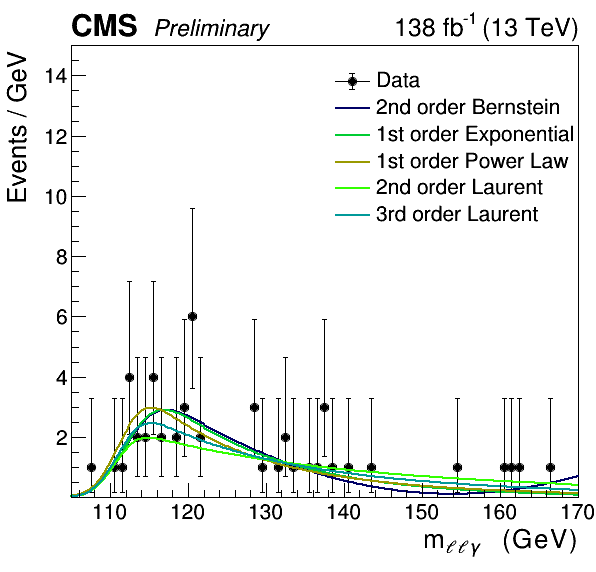 CMS Preliminary 138 fb⁻¹ (13 TeV)
Events / GeV
14
12
10
8
6
4
2
Data
2nd order Bernstein
1st order Exponential
1st order Power Law
2nd order Laurent
3rd order Laurent
110 120 130 140 150 160 170
m_ℓℓγ (GeV)